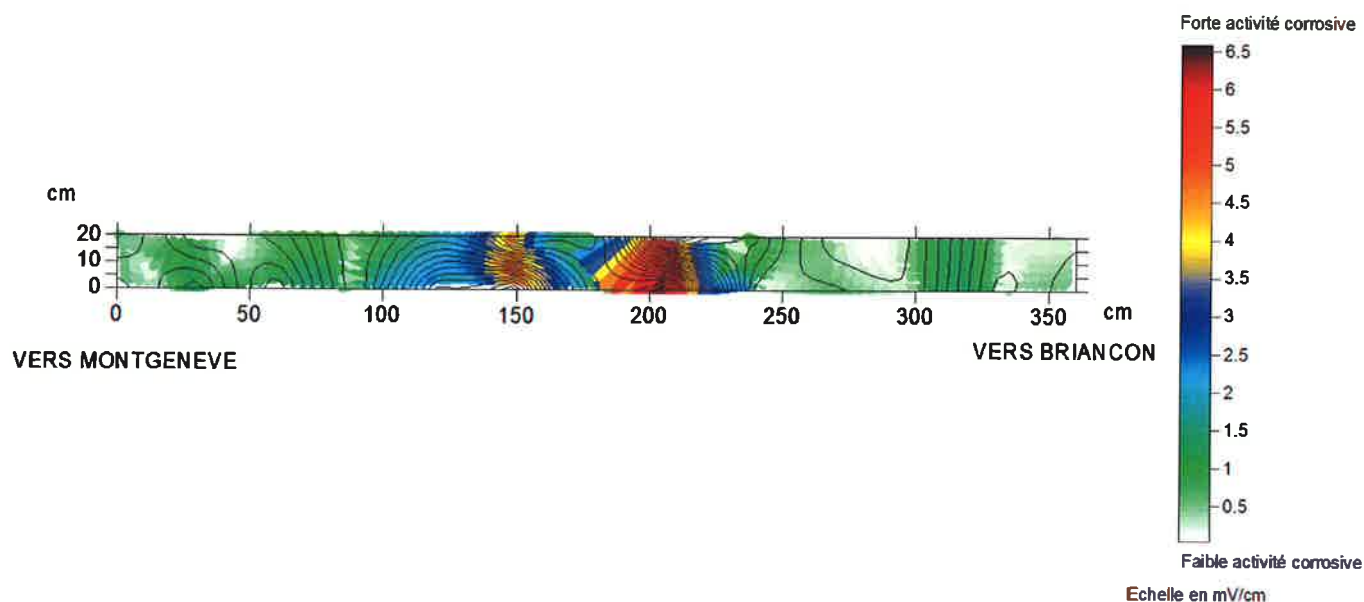 Forte activité corrosive
6.5
6
5.5
5
4.5
4
3.5
3
2.5
2
1.5
1
0.5
Faible activité corrosive
Echelle en mV/cm
cm
20
10
0
0 50 100 150 200 250 300 350 cm
VERS MONTGENEVE
VERS BRIANCON